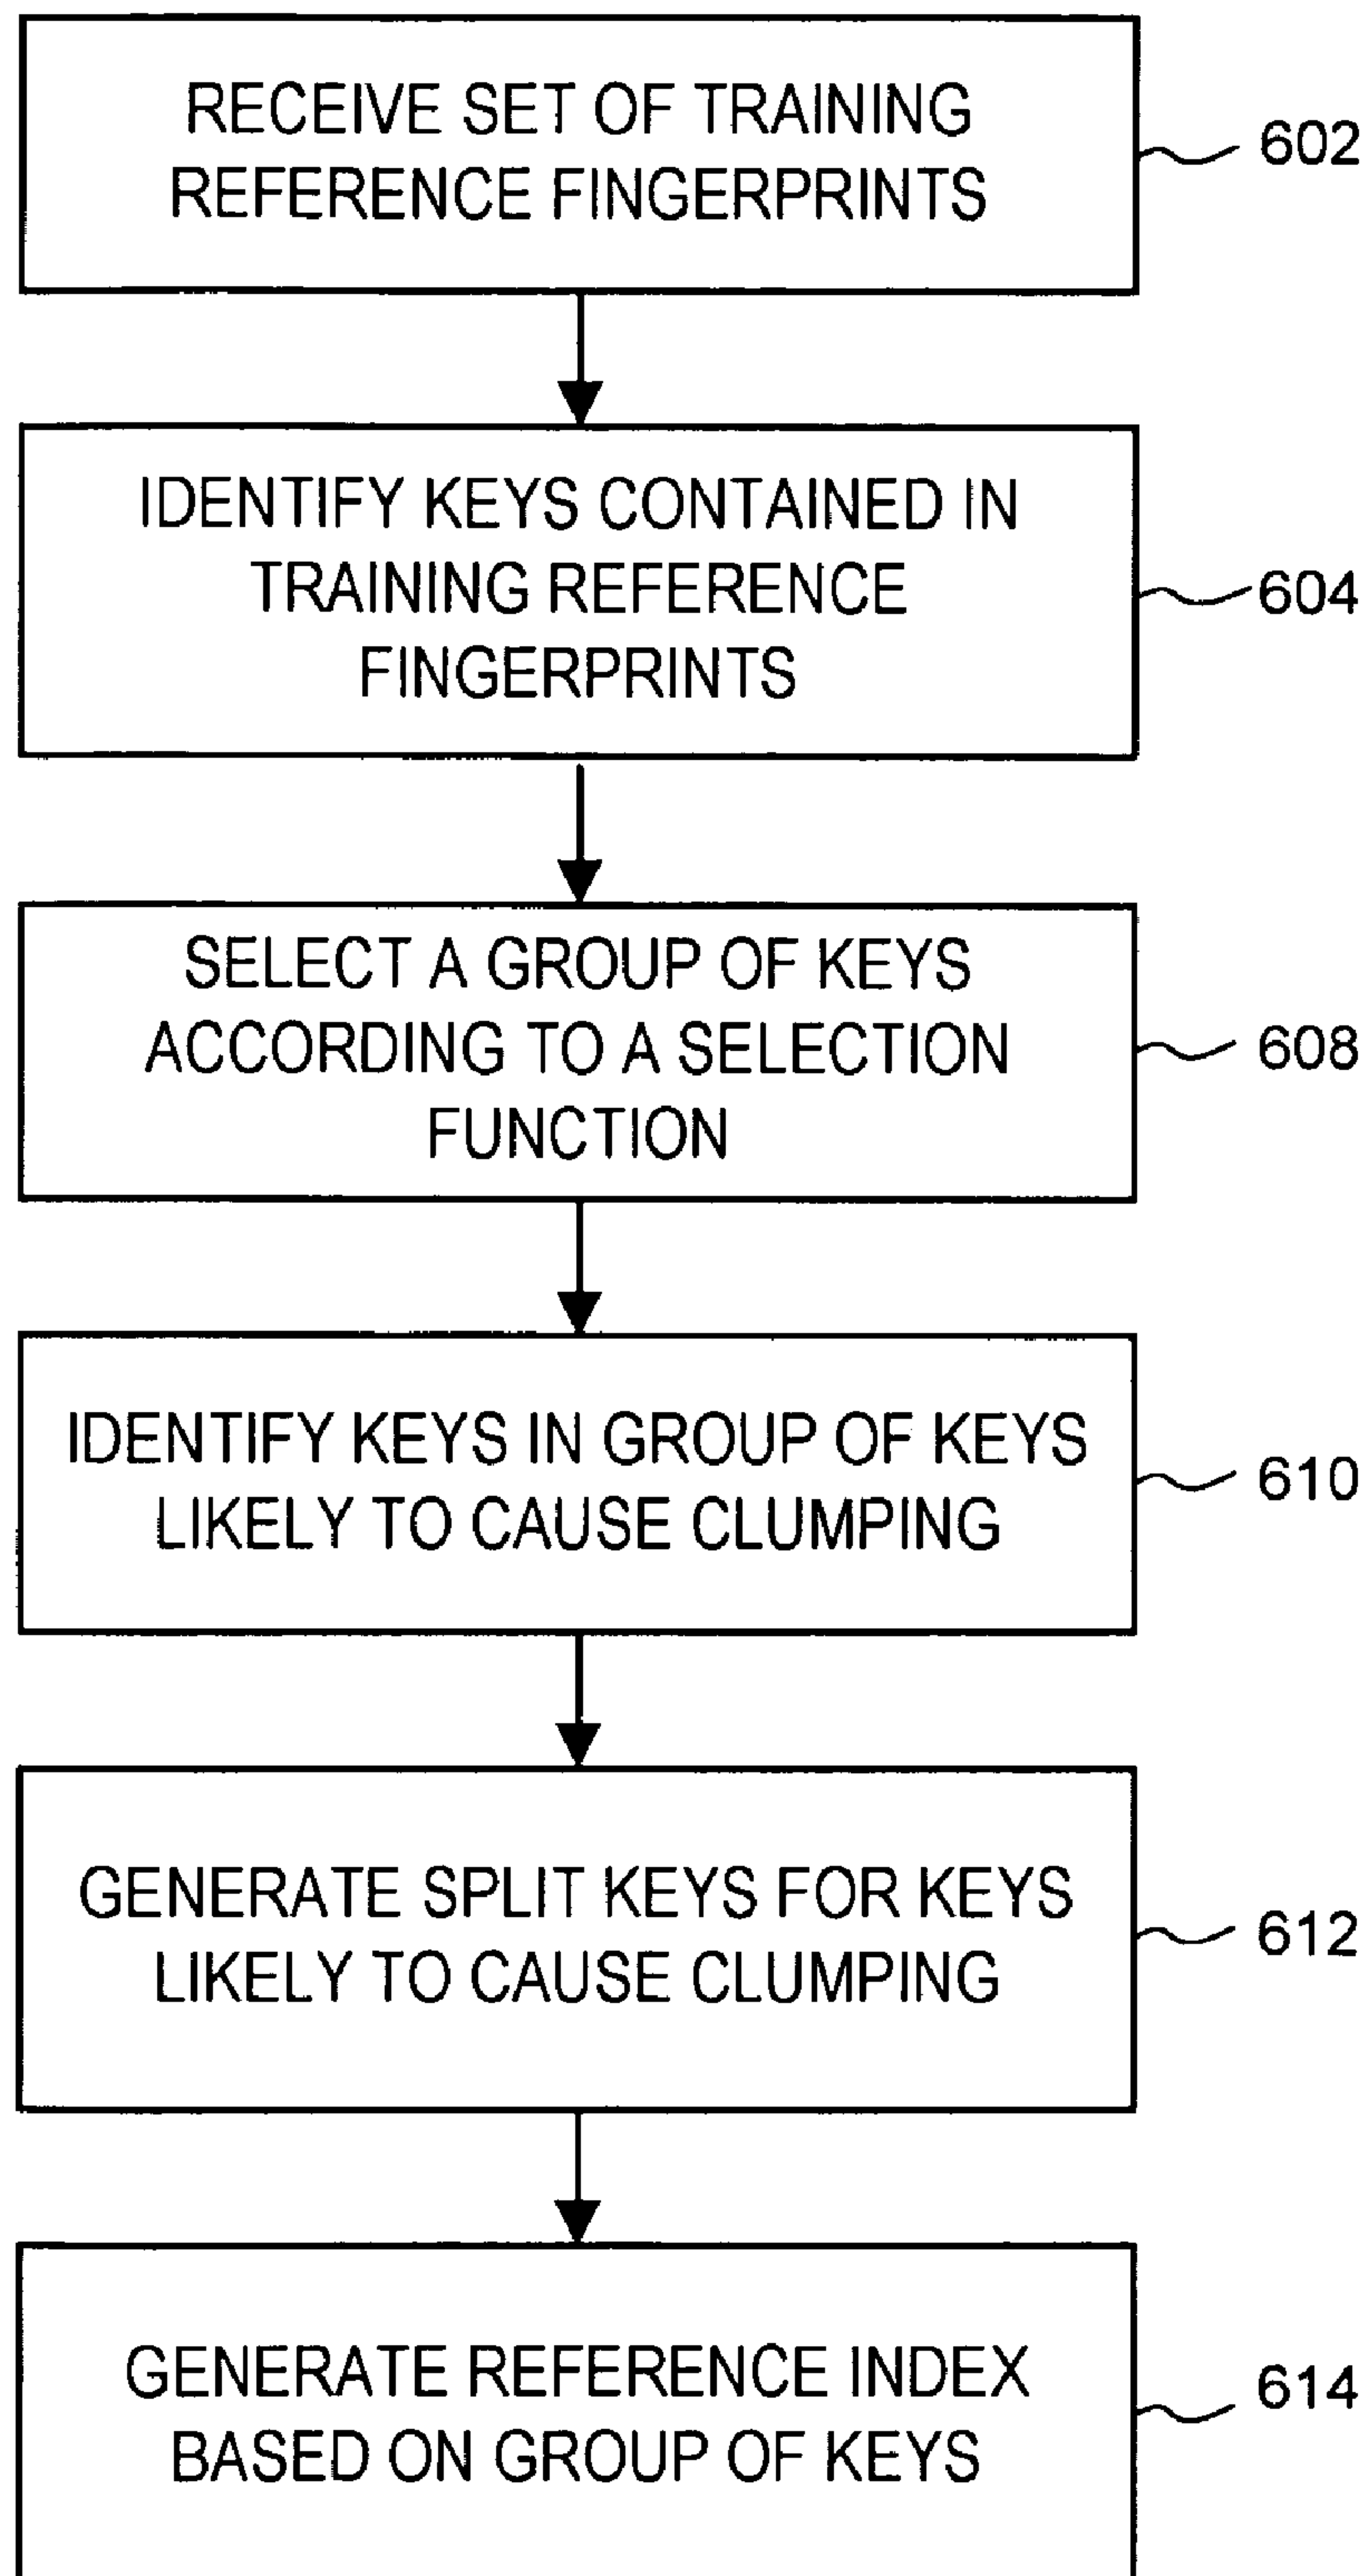 RECEIVE SET OF TRAINING
REFERENCE FINGERPRINTS
602
IDENTIFY KEYS CONTAINED IN
TRAINING REFERENCE
FINGERPRINTS
604
SELECT A GROUP OF KEYS
ACCORDING TO A SELECTION
FUNCTION
608
IDENTIFY KEYS IN GROUP OF KEYS
LIKELY TO CAUSE CLUMPING
610
GENERATE SPLIT KEYS FOR KEYS
LIKELY TO CAUSE CLUMPING
612
GENERATE REFERENCE INDEX
BASED ON GROUP OF KEYS
614